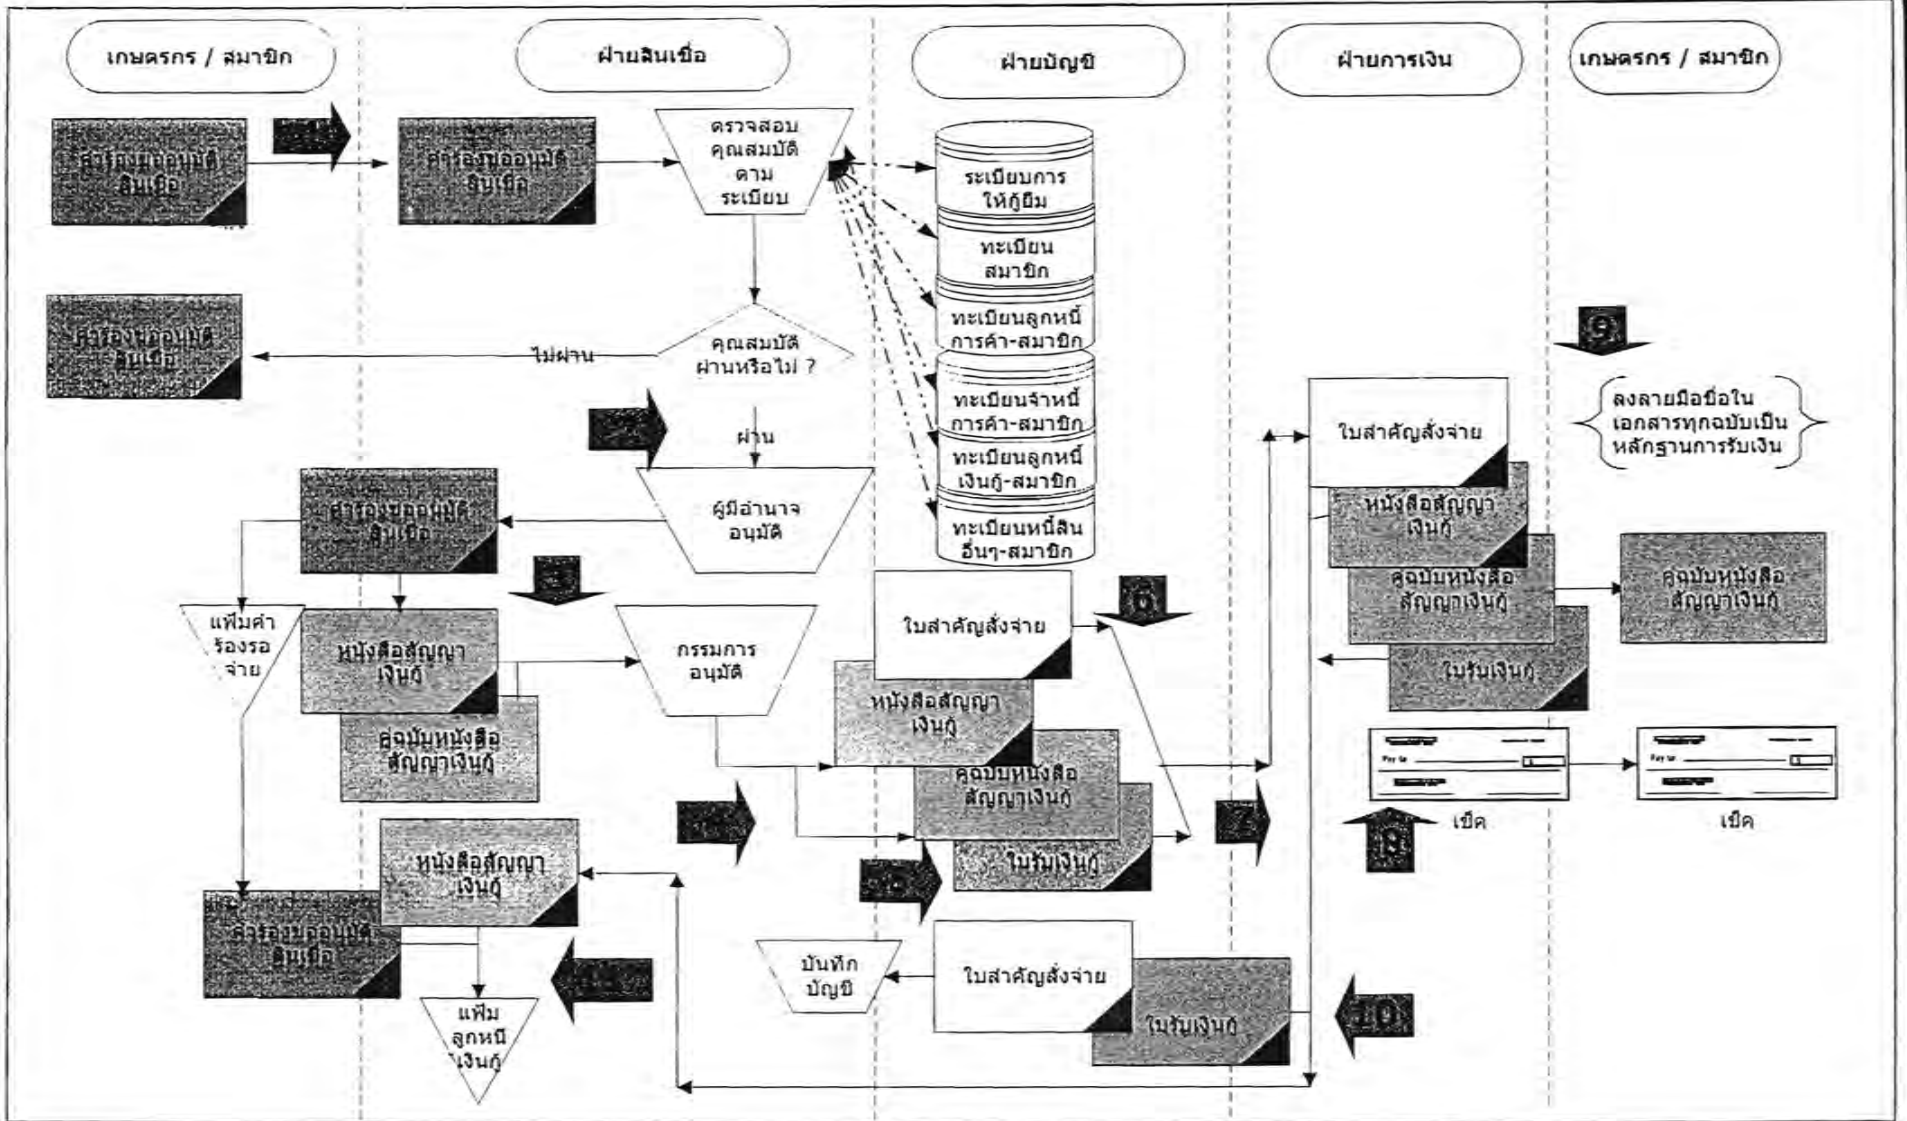 เกษตรกร / สมาชิก
ฝ่ายสินเชื่อ
ฝ่ายบัญชี
ฝ่ายการเงิน
เกษตรกร / สมาชิก
คำร้องขออนุมัติ
สินเชื่อ
คำร้องขออนุมัติ
สินเชื่อ
ตรวจสอบ
คุณสมบัติ
ตาม
ระเบียบ
ระเบียบการ
ให้กู้ยืม
ทะเบียน
สมาชิก
ทะเบียนลูกหนี้
การค้า-สมาชิก
ทะเบียนเจ้าหนี้
การค้า-สมาชิก
ทะเบียนลูกหนี้
เงินกู้-สมาชิก
ทะเบียนหนี้สิน
อื่นๆ-สมาชิก
คำร้องขออนุมัติ
สินเชื่อ
ไม่ผ่าน
คุณสมบัติ
ผ่านหรือไม่ ?
ผ่าน
9
ลงลายมือชื่อใน
เอกสารทุกฉบับเป็น
หลักฐานการรับเงิน
ใบสำคัญสั่งจ่าย
หนังสือสัญญา
เงินกู้
คู่ฉบับหนังสือ
สัญญาเงินกู้
ใบรับเงินกู้
คู่ฉบับหนังสือ
สัญญาเงินกู้
คำร้องขออนุมัติ
สินเชื่อ
ผู้มีอำนาจ
อนุมัติ
3
แฟ้มคำ
ร้องรอ
จ่าย
หนังสือสัญญา
เงินกู้
คู่ฉบับหนังสือ
สัญญาเงินกู้
กรรมการ
อนุมัติ
ใบสำคัญสั่งจ่าย
6
หนังสือสัญญา
เงินกู้
คู่ฉบับหนังสือ
สัญญาเงินกู้
ใบรับเงินกู้
7
Pay to
$
Pay to
$
เช็ค
เช็ค
หนังสือสัญญา
เงินกู้
คำร้องขออนุมัติ
สินเชื่อ
แฟ้ม
ลูกหนี้
เงินกู้
บันทึก
บัญชี
ใบสำคัญสั่งจ่าย
ใบรับเงินกู้
10